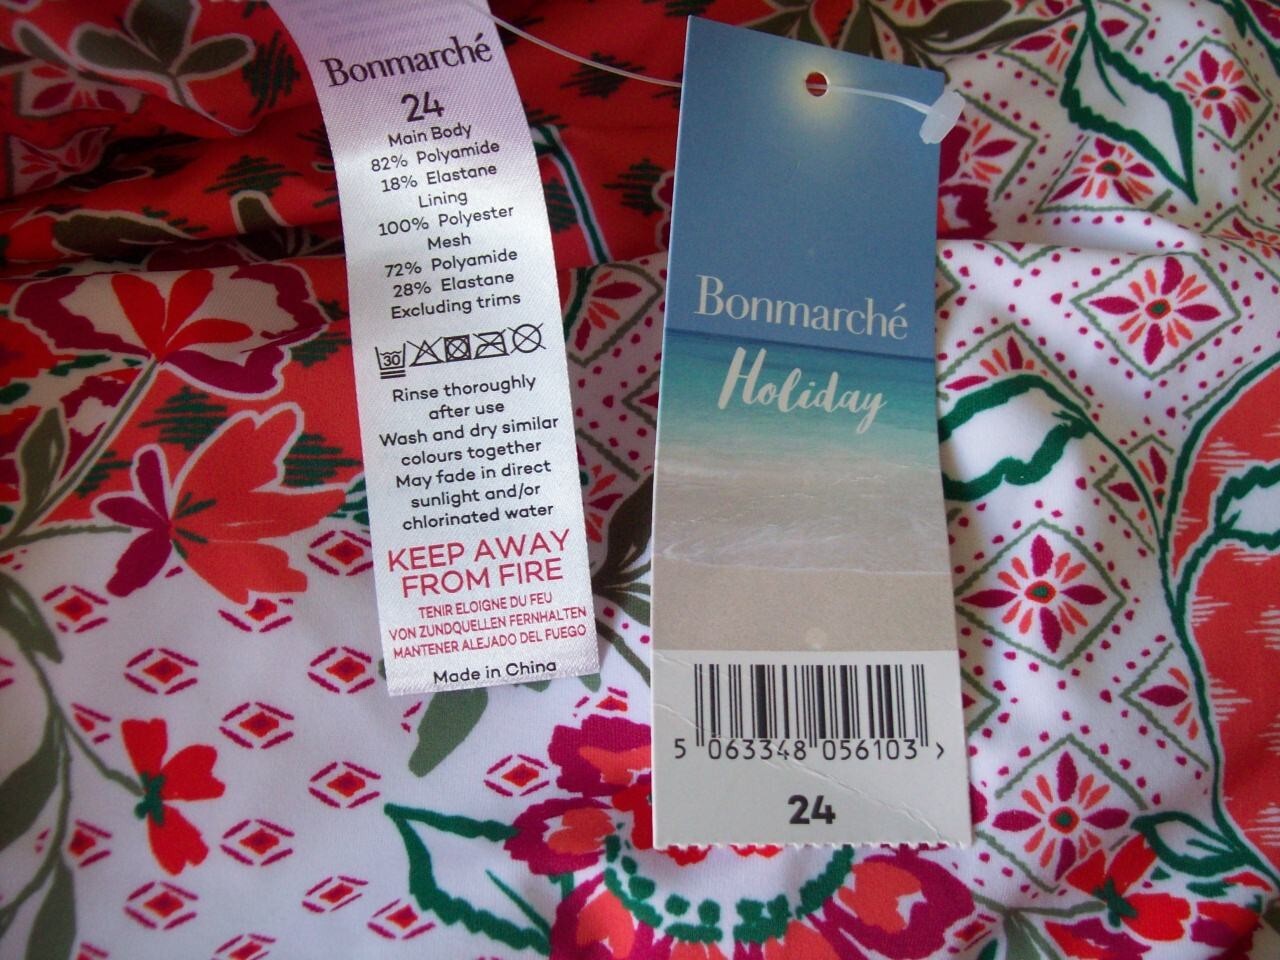 Bonmarché
24
Main Body
82% Polyamide
18% Elastane
Lining
100% Polyester
Mesh
72% Polyamide
28% Elastane
Excluding trims
30
Rinse thoroughly
after use
Wash and dry similar
colours together
May fade in direct
sunlight and/or
chlorinated water
KEEP AWAY
FROM FIRE
TENIR ELOIGNE DU FEU
VON ZUNDQUELLEN FERNHALTEN
MANTENER ALEJADO DEL FUEGO
Made in China
Bonmarché
Holiday
5 063348 056103 >
24